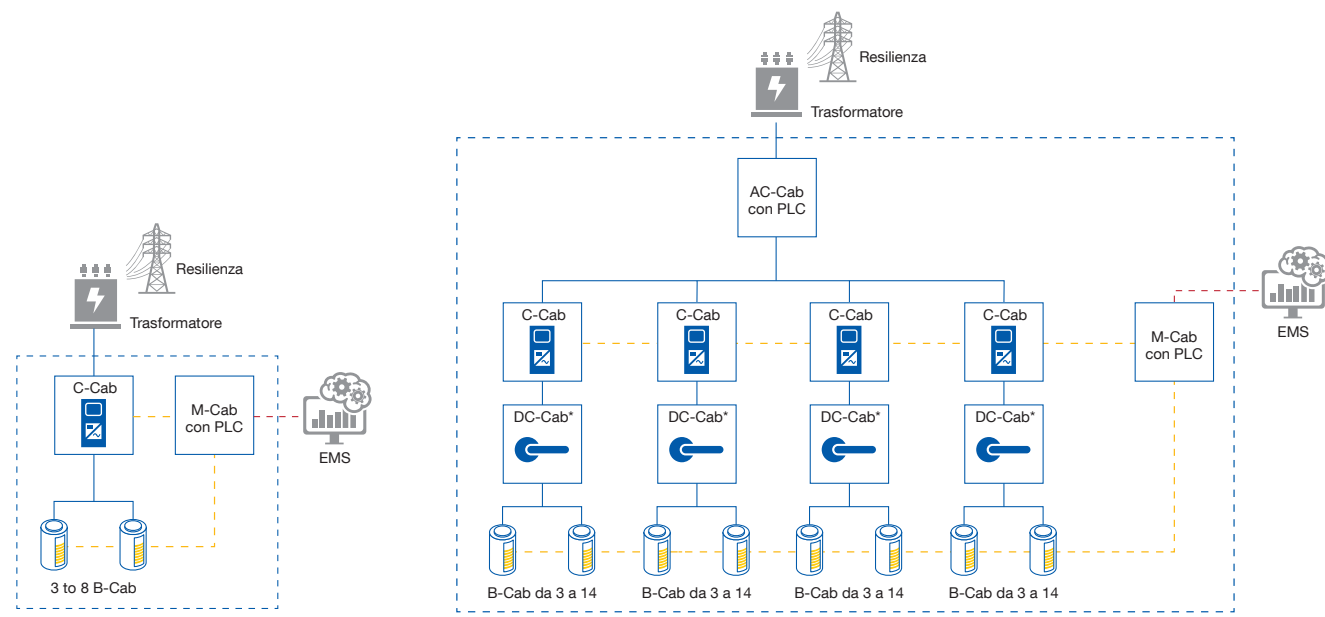 Resilienza
Trasformatore
C-Cab
M-Cab
con PLC
EMS
3 to 8 B-Cab
Resilienza
Trasformatore
AC-Cab
con PLC
C-Cab
C-Cab
C-Cab
C-Cab
M-Cab
con PLC
EMS
DC-Cab*
DC-Cab*
DC-Cab*
DC-Cab*
B-Cab da 3 a 14
B-Cab da 3 a 14
B-Cab da 3 a 14
B-Cab da 3 a 14